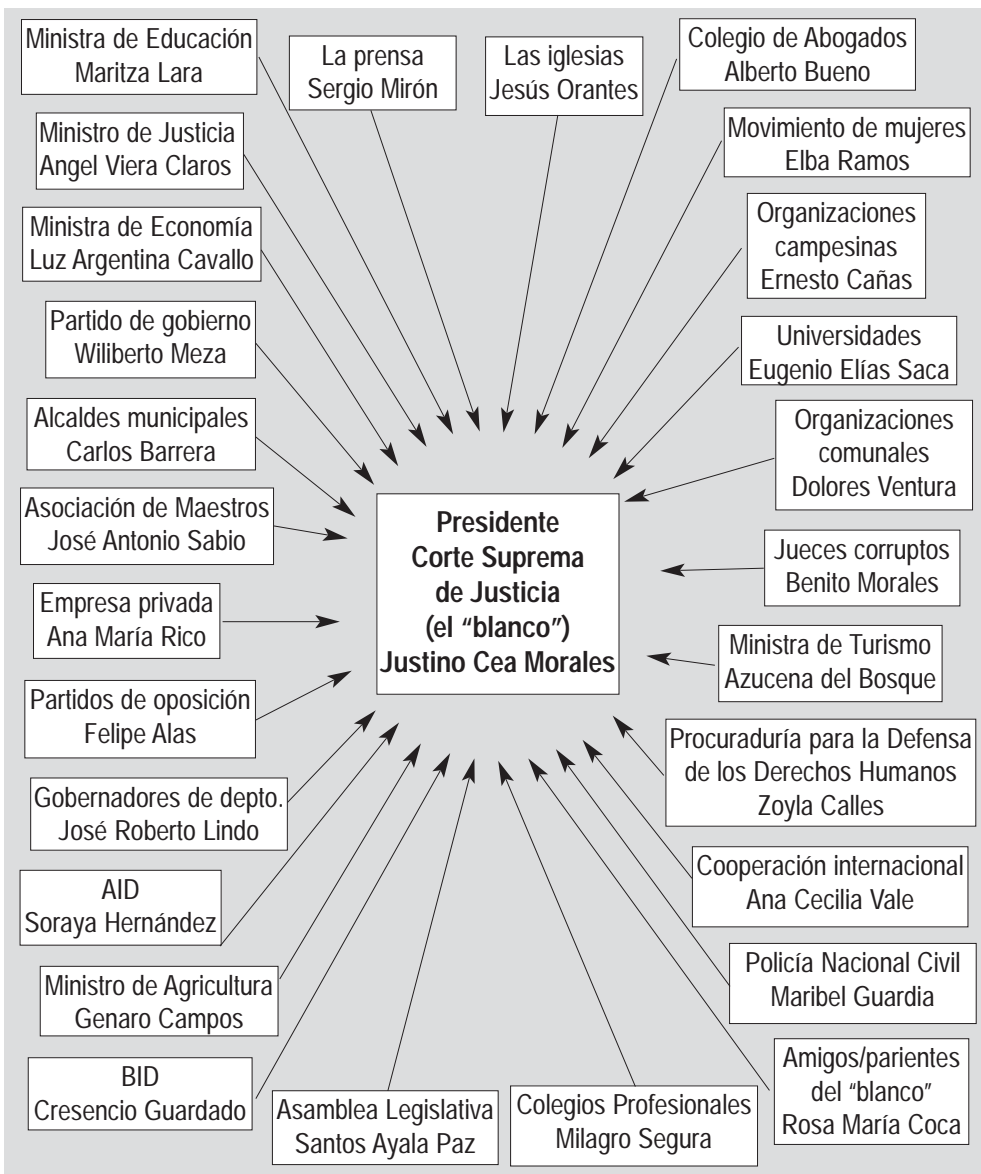 Ministra de Educación
Maritza Lara
La prensa
Sergio Mirón
Las iglesias
Jesús Orantes
Colegio de Abogados
Alberto Bueno
Ministro de Justicia
Angel Viera Claros
Movimiento de mujeres
Elba Ramos
Ministra de Economía
Luz Argentina Cavallo
Organizaciones
campesinas
Ernesto Cañas
Partido de gobierno
Wiliberto Meza
Universidades
Eugenio Elías Saca
Alcaldes municipales
Carlos Barrera
Organizaciones
comunales
Dolores Ventura
Asociación de Maestros
José Antonio Sabio
Presidente
Corte Suprema
de Justicia
(el “blanco”)
Justino Cea Morales
Jueces corruptos
Benito Morales
Empresa privada
Ana María Rico
Ministra de Turismo
Azucena del Bosque
Partidos de oposición
Felipe Alas
Procuraduría para la Defensa
de los Derechos Humanos
Zoyla Calles
Gobernadores de depto.
José Roberto Lindo
Cooperación internacional
Ana Cecilia Vale
AID
Soraya Hernández
Policía Nacional Civil
Maribel Guardia
Ministro de Agricultura
Genaro Campos
Amigos/parientes
del “blanco”
Rosa María Coca
BID
Cresencio Guardado
Asamblea Legislativa
Santos Ayala Paz
Colegios Profesionales
Milagro Segura